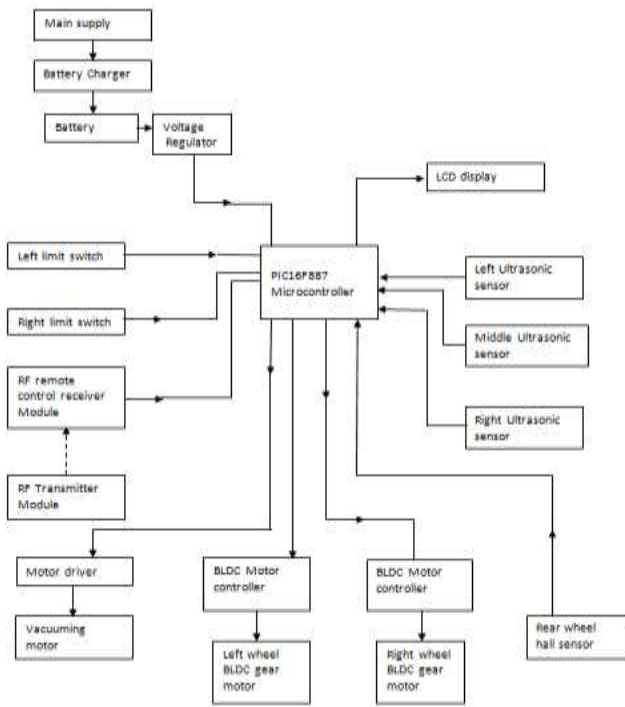 Main supply
Battery Charger
Battery
Voltage
Regulator
LCD display
Left limit switch
PIC16F887
Microcontroller
Left Ultrasonic
sensor
Right limit switch
Middle Ultrasonic
sensor
RF remote
control receiver
Module
Right Ultrasonic
sensor
RF Transmitter
Module
Motor driver
BLDC Motor
controller
BLDC Motor
controller
Vacuuming
motor
Left wheel
BLDC gear
motor
Right wheel
BLDC gear
motor
Rear wheel
hall sensor